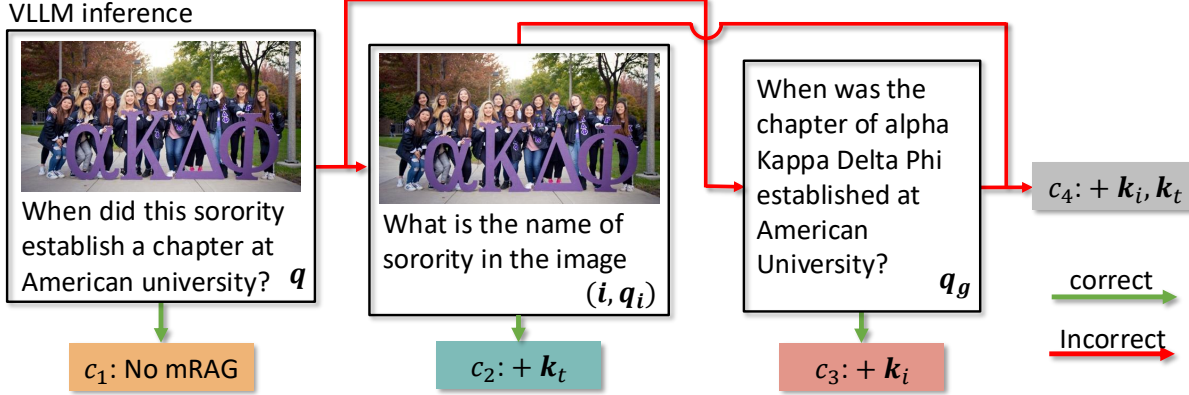 VLLM inference
αΚΔΦ
When did this sorority
establish a chapter at
American university? q
c₁: No mRAG
αΚΔΦ
What is the name of
sorority in the image
(i, qᵢ)
c₂: + kₜ
When was the
chapter of alpha
Kappa Delta Phi
established at
American
University?
q_g
c₃: + kᵢ
c₄: + kᵢ, kₜ
correct
Incorrect